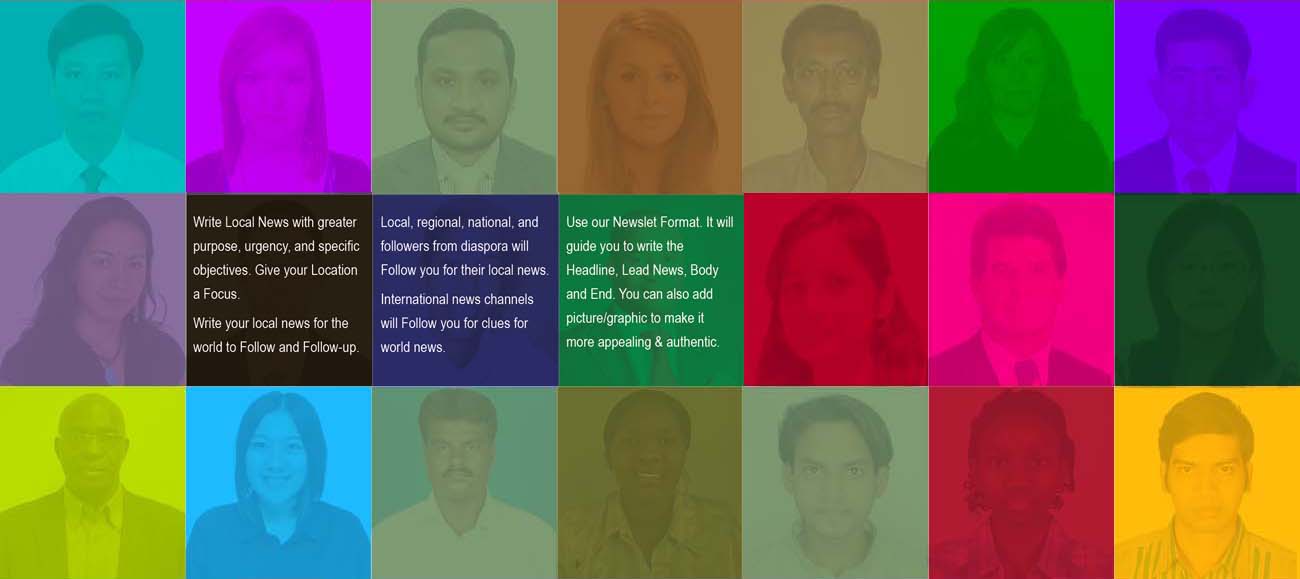 Write Local News with greater
purpose, urgency, and specific
objectives. Give your Location
a Focus.
Write your local news for the
world to Follow and Follow-up.
Local, regional, national, and
followers from diaspora will
Follow you for their local news.
International news channels
will Follow you for clues for
world news.
Use our Newslet Format. It will
guide you to write the
Headline, Lead News, Body
and End. You can also add
picture/graphic to make it
more appealing & authentic.